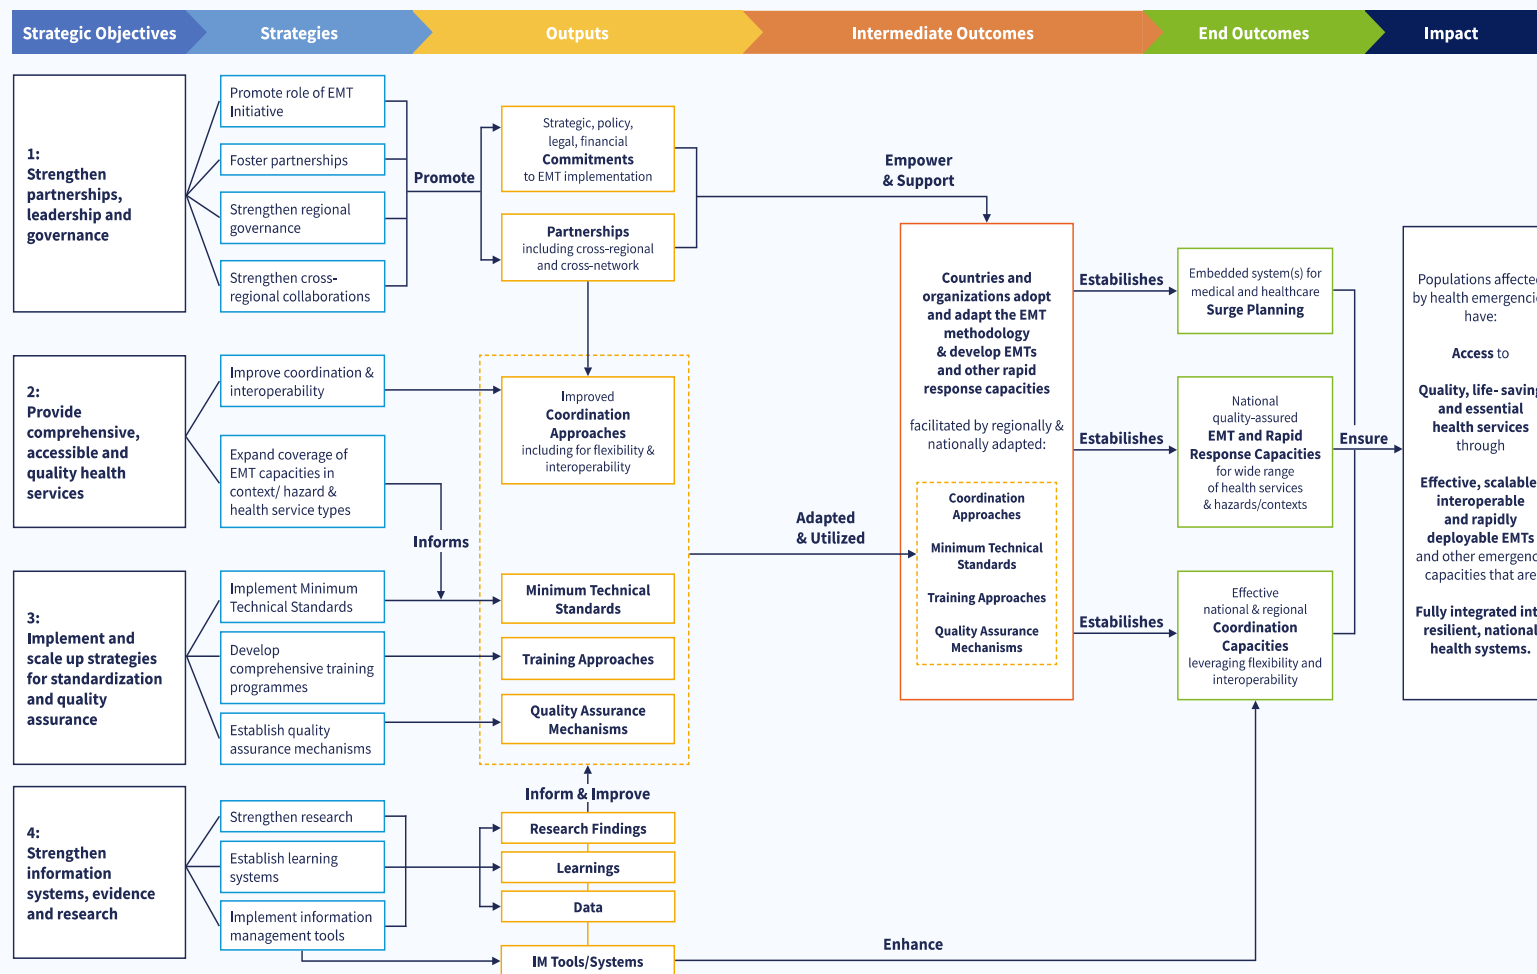 Strategic Objectives
Strategies
Outputs
Intermediate Outcomes
End Outcomes
Impact
1:
Strengthen
partnerships,
leadership and
governance
Promote role of EMT
Initiative
Foster partnerships
Strengthen regional
governance
Strengthen cross-
regional collaborations
Promote
Strategic, policy,
legal, financial
Commitments
to EMT implementation
Partnerships
including cross-regional
and cross-network
Empower
& Support
2:
Provide
comprehensive,
accessible and
quality health
services
Improve coordination &
interoperability
Expand coverage of
EMT capacities in
context/ hazard &
health service types
Informs
Improved
Coordination
Approaches
including for flexibility &
interoperability
3:
Implement and
scale up strategies
for standardization
and quality
assurance
Implement Minimum
Technical Standards
Develop
comprehensive training
programmes
Establish quality
assurance mechanisms
Minimum Technical
Standards
Training Approaches
Quality Assurance
Mechanisms
Adapted
& Utilized
4:
Strengthen
information
systems, evidence
and research
Strengthen research
Establish learning
systems
Implement information
management tools
Inform & Improve
Research Findings
Learnings
Data
IM Tools/Systems
Enhance
Countries and
organizations adopt
and adapt the EMT
methodology
& develop EMTs
and other rapid
response capacities
facilitated by regionally &
nationally adapted:
Coordination
Approaches
Minimum Technical
Standards
Training Approaches
Quality Assurance
Mechanisms
Establishes
Establishes
Establishes
Embedded system(s) for
medical and healthcare
Surge Planning
National
quality-assured
EMT and Rapid
Response Capacities
for wide range
of health services
& hazards/contexts
Effective
national & regional
Coordination
Capacities
leveraging flexibility and
interoperability
Ensure
Populations affected
by health emergencie
have:
Access to
Quality, life- saving
and essential
health services
through
Effective, scalable
interoperable
and rapidly
deployable EMTs
and other emergenc
capacities that are
Fully integrated int
resilient, national
health systems.